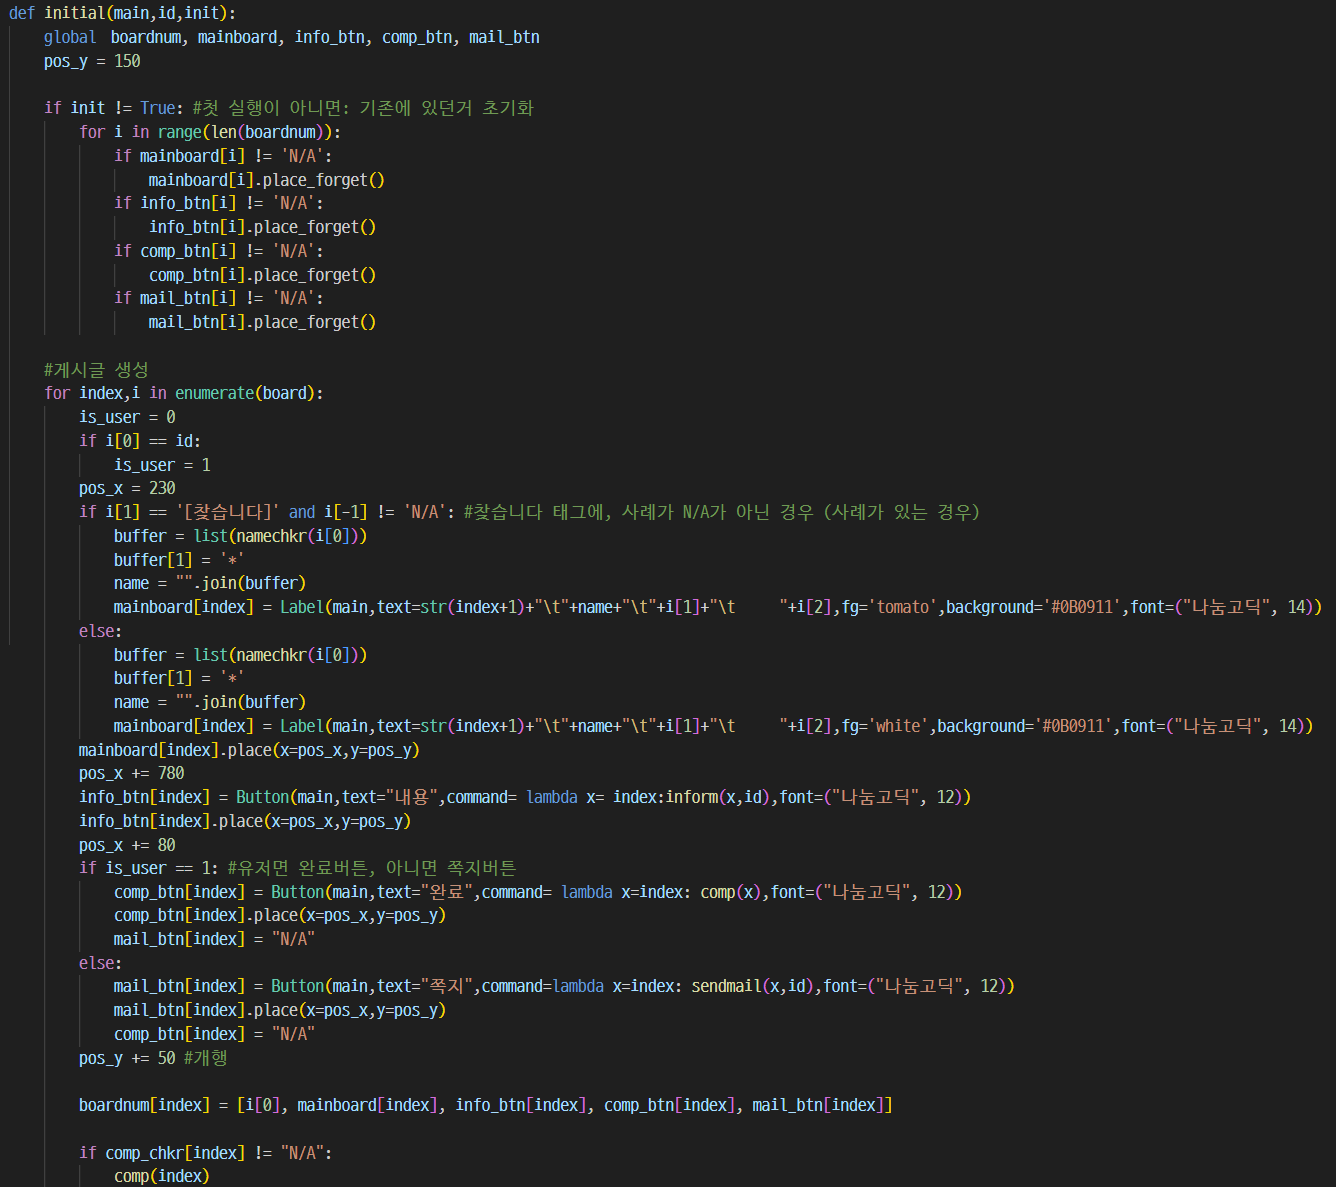 def initial(main,id,init):
    global boardnum, mainboard, info_btn, comp_btn, mail_btn
    pos_y = 150

    if init != True: #첫 실행이 아니면: 기존에 있던거 초기화
        for i in range(len(boardnum)):
            if mainboard[i] != 'N/A':
                mainboard[i].place_forget()
            if info_btn[i] != 'N/A':
                info_btn[i].place_forget()
            if comp_btn[i] != 'N/A':
                comp_btn[i].place_forget()
            if mail_btn[i] != 'N/A':
                mail_btn[i].place_forget()

    #게시글 생성
    for index,i in enumerate(board):
        is_user = 0
        if i[0] == id:
            is_user = 1
        pos_x = 230
        if i[1] == '[찾습니다]' and i[-1] != 'N/A': #찾습니다 태그에, 사례가 N/A가 아닌 경우 (사례가 있는 경우)
            buffer = list(namechkr(i[0]))
            buffer[1] = '*'
            name = "".join(buffer)
            mainboard[index] = Label(main,text=str(index+1)+"\t"+name+"\t"+i[1]+"\t     "+i[2],fg='tomato',background='#0B0911',font=("나눔고딕", 14))
        else:
            buffer = list(namechkr(i[0]))
            buffer[1] = '*'
            name = "".join(buffer)
            mainboard[index] = Label(main,text=str(index+1)+"\t"+name+"\t"+i[1]+"\t     "+i[2],fg='white',background='#0B0911',font=("나눔고딕", 14))
        mainboard[index].place(x=pos_x,y=pos_y)
        pos_x += 780
        info_btn[index] = Button(main,text="내용",command= lambda x= index:inform(x,id),font=("나눔고딕", 12))
        info_btn[index].place(x=pos_x,y=pos_y)
        pos_x += 80
        if is_user == 1: #유저면 완료버튼, 아니면 쪽지버튼
            comp_btn[index] = Button(main,text="완료",command= lambda x=index: comp(x),font=("나눔고딕", 12))
            comp_btn[index].place(x=pos_x,y=pos_y)
            mail_btn[index] = "N/A"
        else:
            mail_btn[index] = Button(main,text="쪽지",command=lambda x=index: sendmail(x,id),font=("나눔고딕", 12))
            mail_btn[index].place(x=pos_x,y=pos_y)
            comp_btn[index] = "N/A"
        pos_y += 50 #개행

        boardnum[index] = [i[0], mainboard[index], info_btn[index], comp_btn[index], mail_btn[index]]

        if comp_chkr[index] != "N/A":
            comp(index)